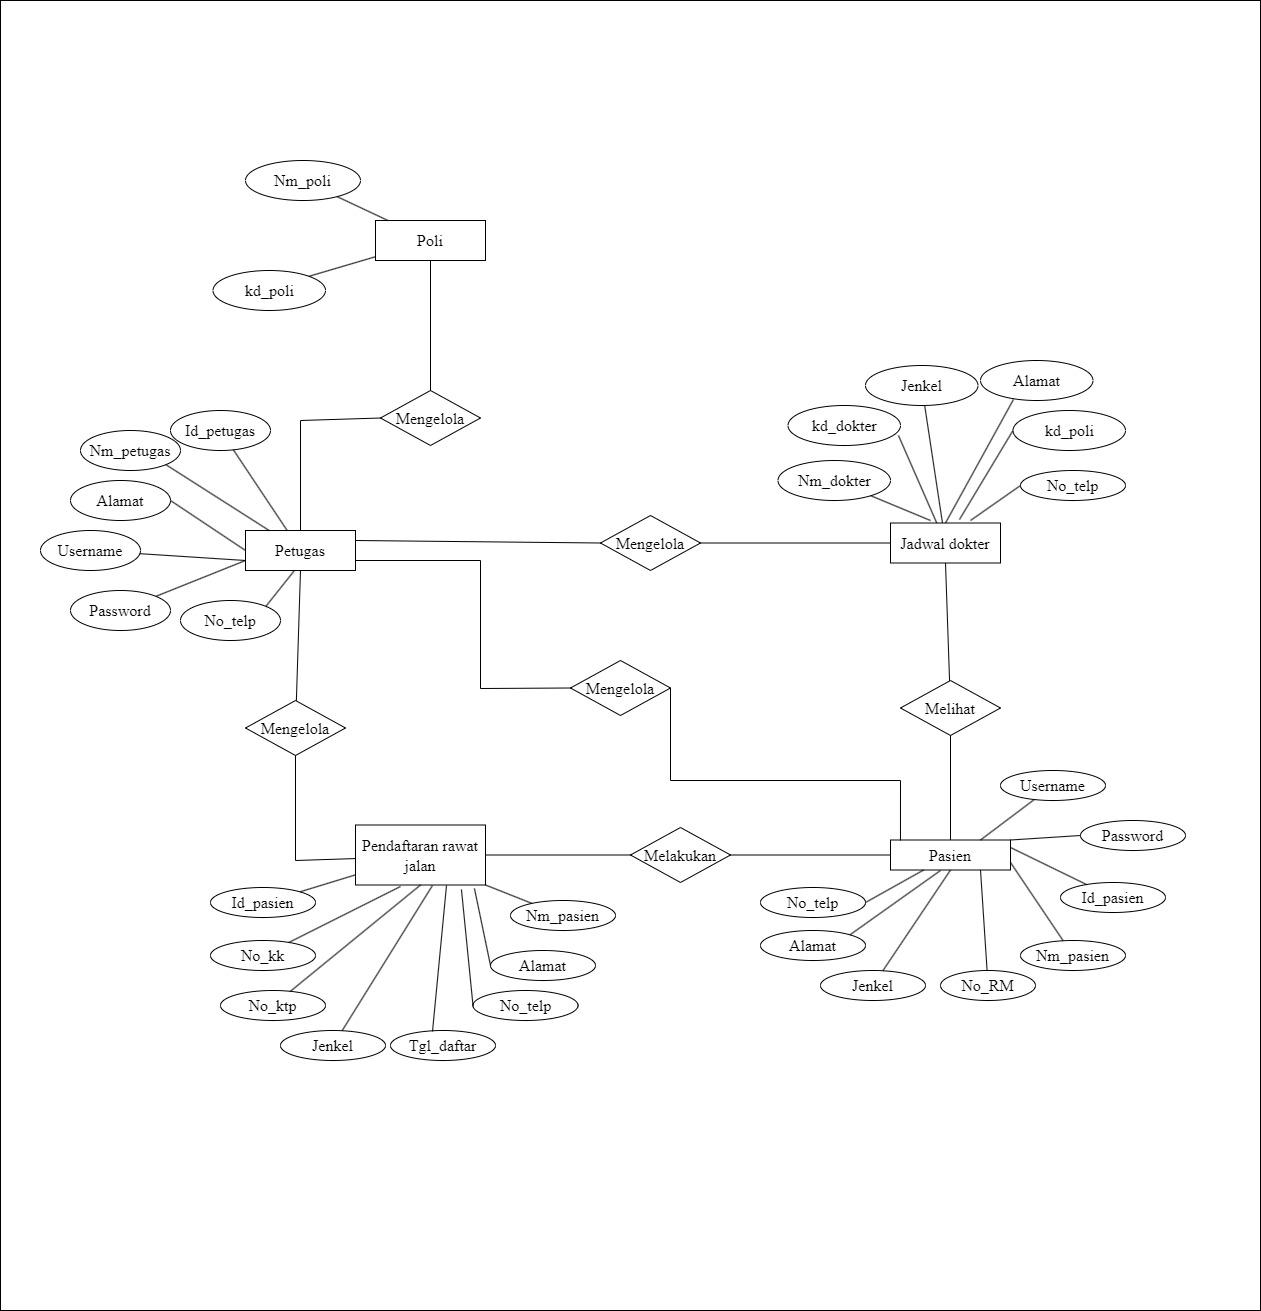 Nm_poli
Poli
kd_poli
Mengelola
Id_petugas
Nm_petugas
Alamat
Username
Petugas
Password
No_telp
Jenkel
Alamat
kd_dokter
kd_poli
Nm_dokter
No_telp
Mengelola
Jadwal dokter
Mengelola
Mengelola
Melihat
Username
Password
Pendaftaran rawat
jalan
Melakukan
Pasien
Id_pasien
Nm_pasien
No_kk
Alamat
No_ktp
No_telp
Jenkel
Tgl_daftar
No_telp
Id_pasien
Alamat
Nm_pasien
Jenkel
No_RM